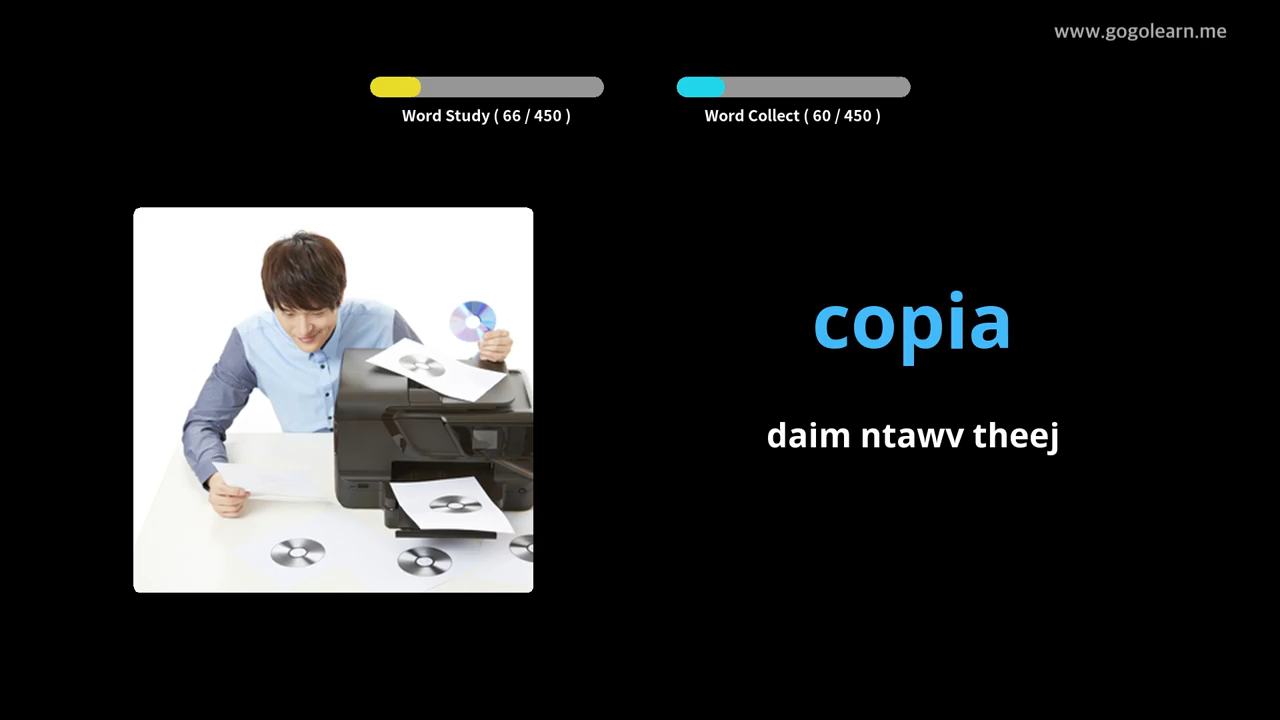 www.gogolearn.me
Word Study ( 66 / 450 )
Word Collect ( 60 / 450 )
copia
daim ntawv theej